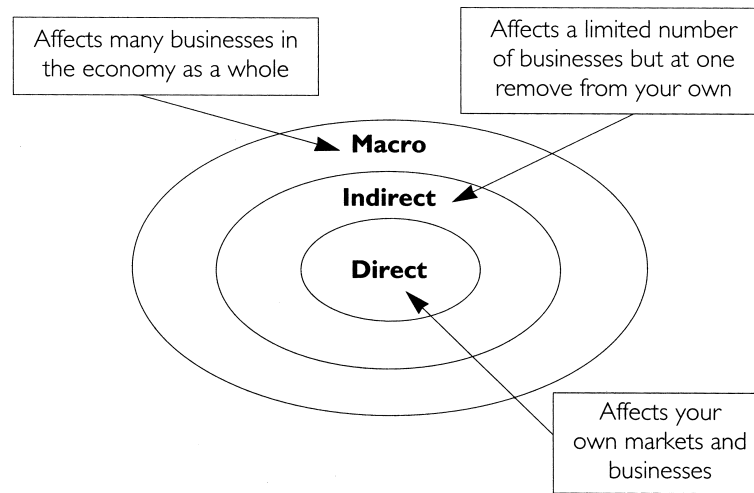 Affects many businesses in
the economy as a whole
Affects a limited number
of businesses but at one
remove from your own
Macro
Indirect
Direct
Affects your
own markets and
businesses